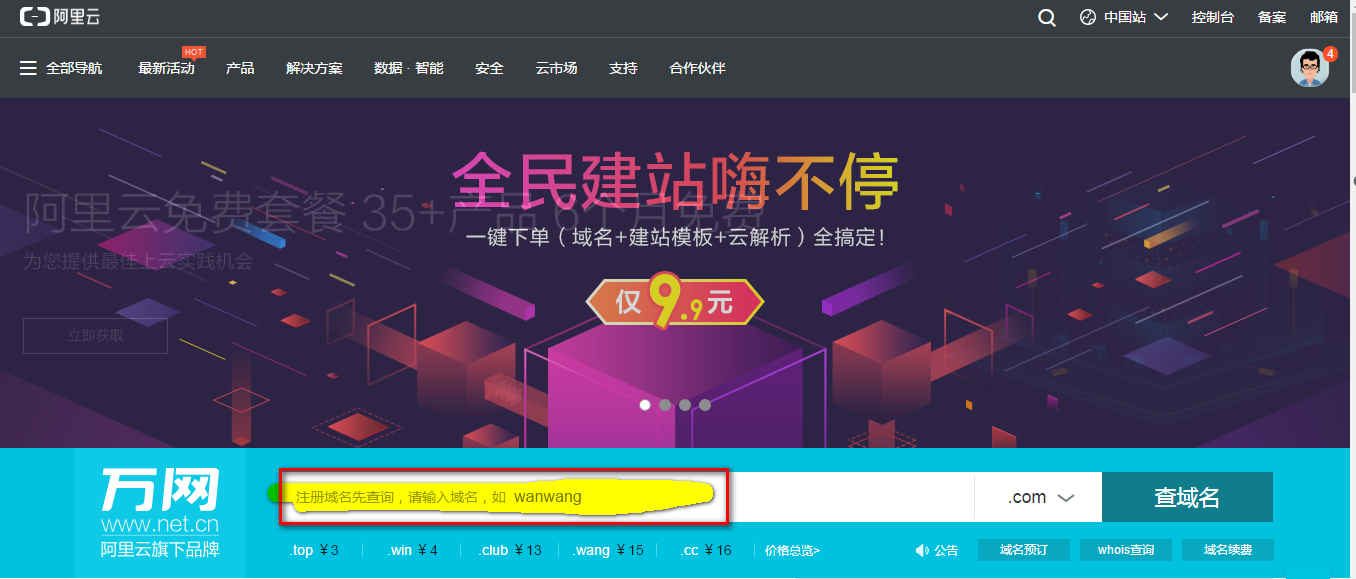 阿里云
中国站
控制台
备案
邮箱
全部导航
最新活动
HOT
产品
解决方案
数据 · 智能
安全
云市场
支持
合作伙伴
4
全民建站嗨不停
阿里云免费套餐 35+产品 6个月免费
一键下单（域名+建站模板+云解析）全搞定！
为您提供最佳上云实践机会
仅9.9元
立即获取
万网
www.net.cn
阿里云旗下品牌
注册域名先查询，请输入域名，如 wanwang
.com
查域名
.top ¥ 3
.win ¥ 4
.club ¥ 13
.wang ¥ 15
.cc ¥ 16
价格总览>
公告
域名预订
whois查询
域名续费